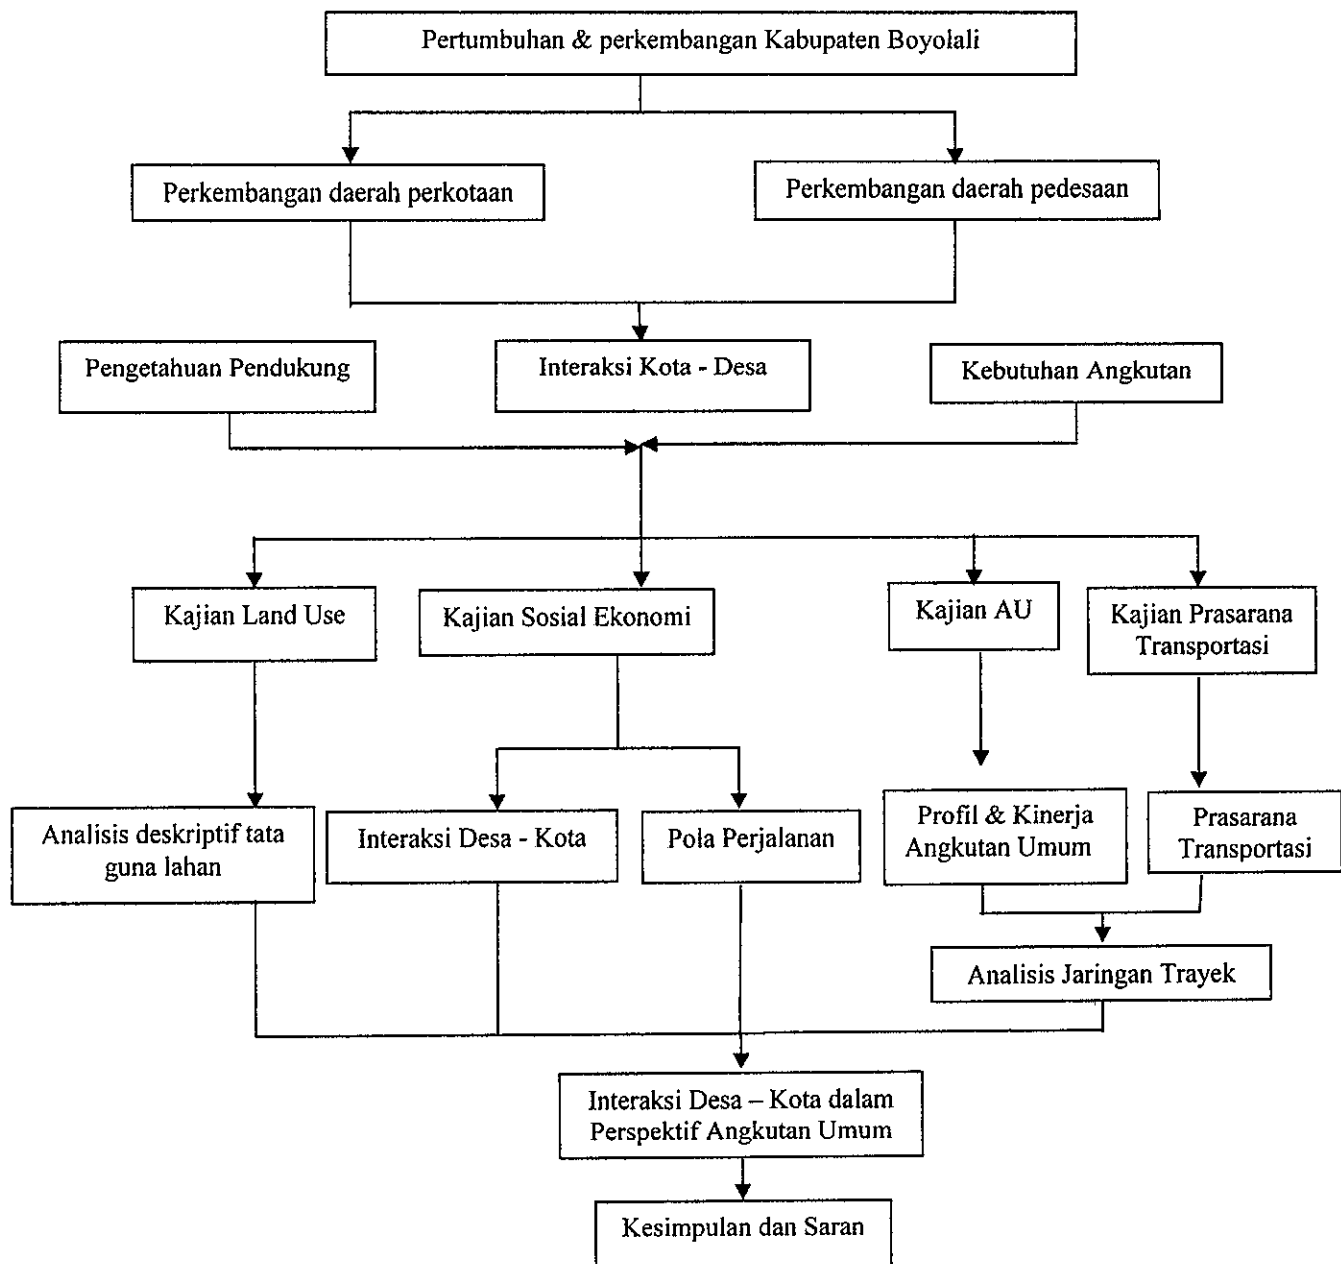 Pertumbuhan & perkembangan Kabupaten Boyolali
Perkembangan daerah perkotaan
Perkembangan daerah pedesaan
Pengetahuan Pendukung
Interaksi Kota - Desa
Kebutuhan Angkutan
Kajian Land Use
Kajian Sosial Ekonomi
Kajian AU
Kajian Prasarana
Transportasi
Analisis deskriptif tata
guna lahan
Interaksi Desa - Kota
Pola Perjalanan
Profil & Kinerja
Angkutan Umum
Prasarana
Transportasi
Analisis Jaringan Trayek
Interaksi Desa – Kota dalam
Perspektif Angkutan Umum
Kesimpulan dan Saran